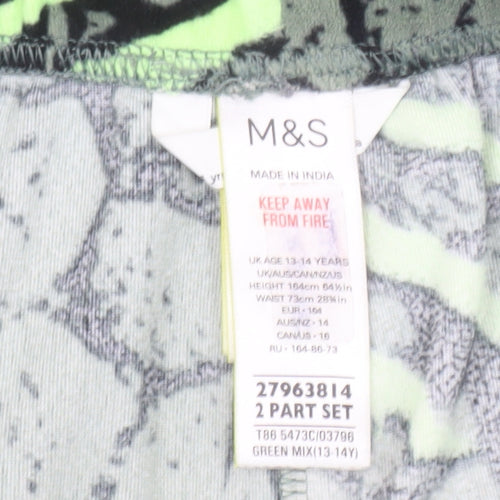 M&S
MADE IN INDIA
KEEP AWAY
FROM FIRE
UK AGE 13-14 YEARS
UK/AUS/CAN/NZ/US
HEIGHT 164cm 64½in
WAIST 73cm 28¾in
EUR • 164
AUS/NZ • 14
CAN/US • 16
RU • 164-86-73
27963814
2 PART SET
T86 5473C/03796
GREEN MIX(13-14Y)